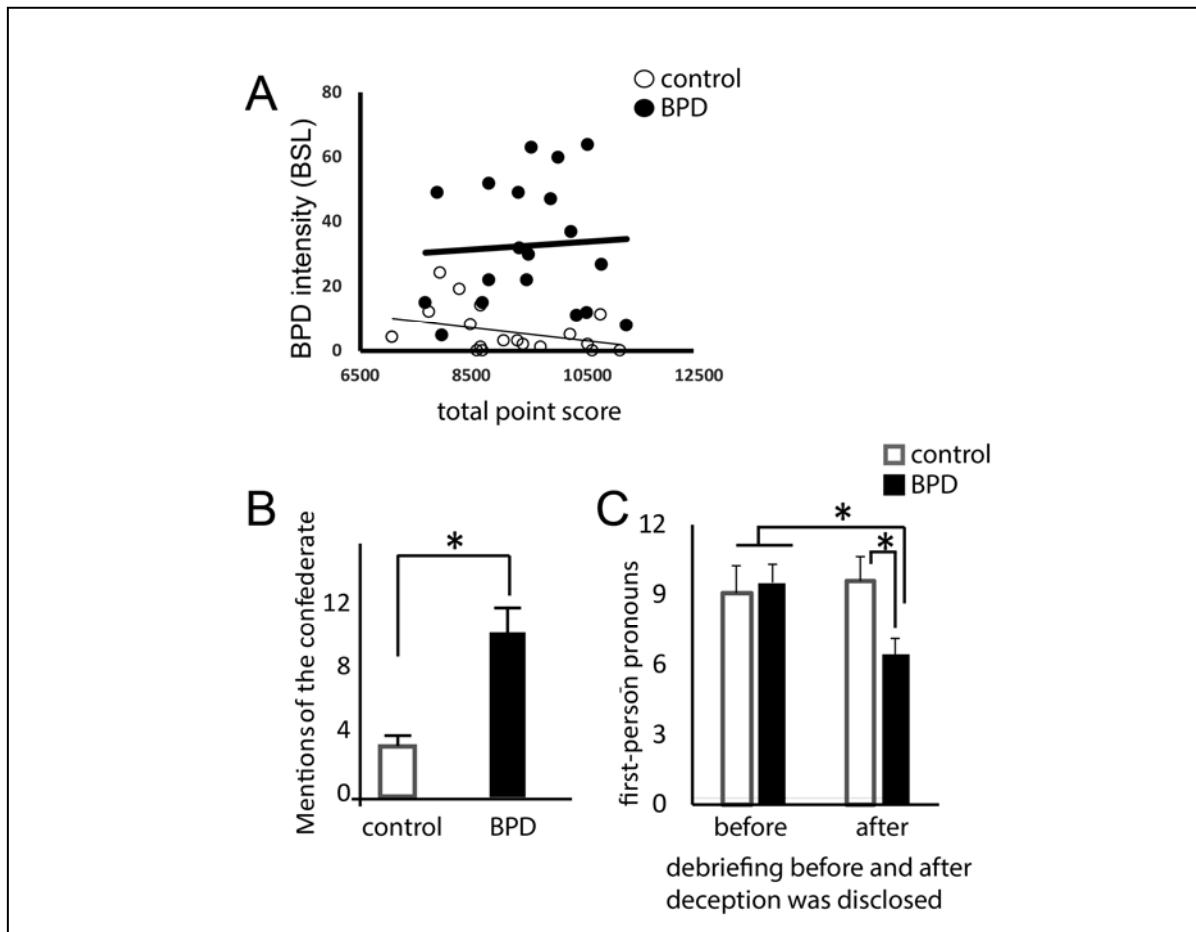 A
control
BPD
BPD intensity (BSL)
80
60
40
20
0
6500 8500 10500 12500
total point score
control
BPD
B
Mentions of the confederate
*
12
8
4
0
control BPD
C
first-person pronouns
*
*
12
9
6
3
0
before after
debriefing before and after
deception was disclosed